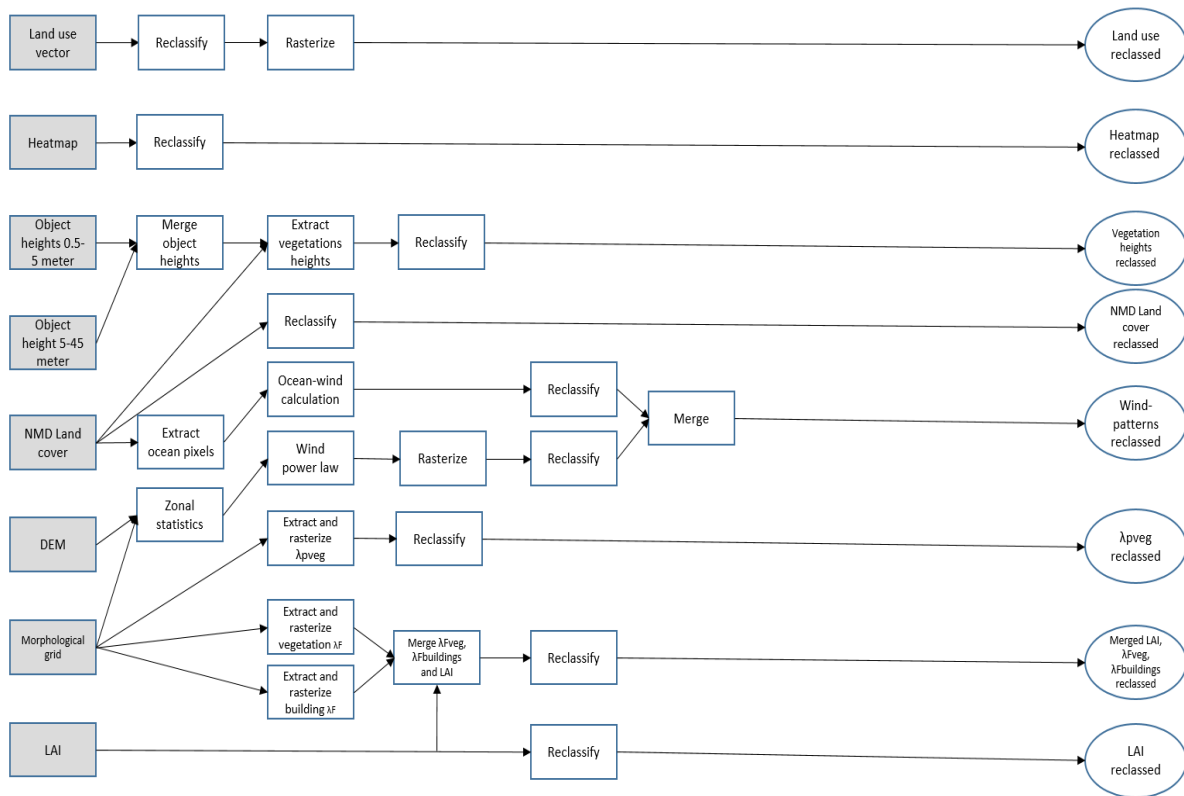 Land use
vector
Reclassify
Rasterize
Land use
reclassed
Heatmap
Reclassify
Heatmap
reclassed
Object
heights 0.5-
5 meter
Merge
object
heights
Extract
vegetations
heights
Reclassify
Vegetation
heights
reclassed
Object
height 5-45
meter
Reclassify
NMD Land
cover
reclassed
NMD Land
cover
Extract
ocean pixels
Ocean-wind
calculation
Reclassify
Merge
Wind-
patterns
reclassed
Wind
power law
Rasterize
Reclassify
DEM
Zonal
statistics
Extract and
rasterize
λpveg
Reclassify
λpveg
reclassed
Morphological
grid
Extract and
rasterize
vegetation λF
Extract and
rasterize
building λF
Merge λFveg,
λFbuildings
and LAI
Reclassify
Merged LAI,
λFveg,
λFbuildings
reclassed
LAI
Reclassify
LAI
reclassed